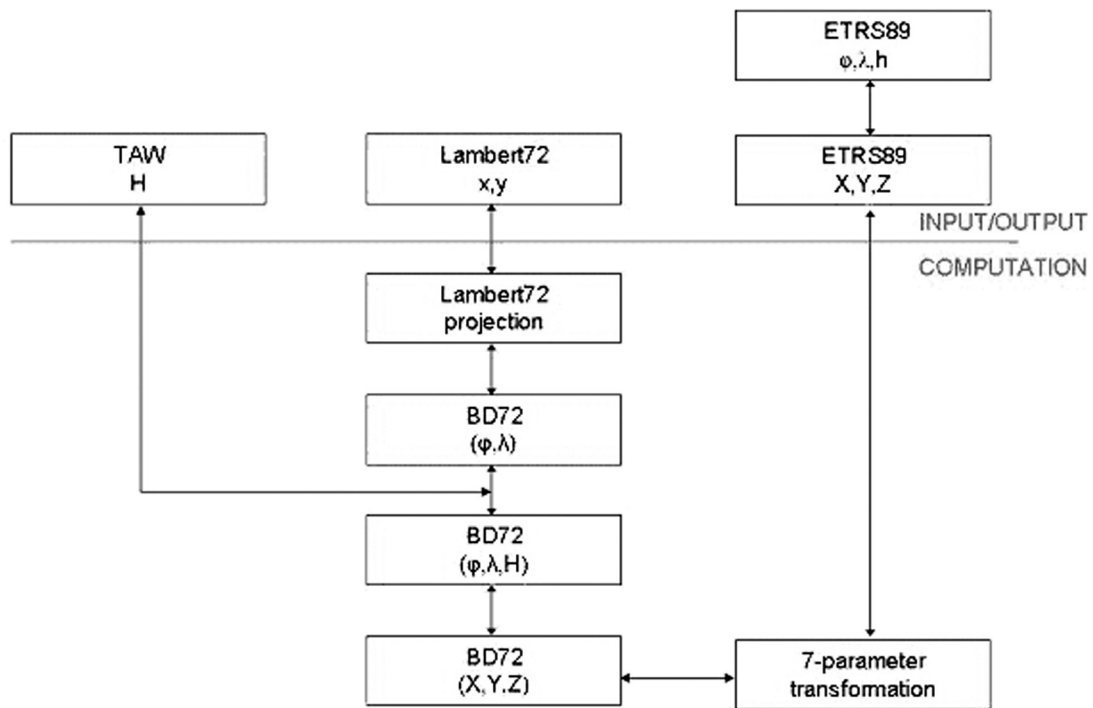 ETRS89
φ,λ,h
TAW
H
Lambert72
x,y
ETRS89
X,Y,Z
INPUT/OUTPUT
COMPUTATION
Lambert72
projection
BD72
(φ,λ)
BD72
(φ,λ,H)
BD72
(X,Y,Z)
7-parameter
transformation